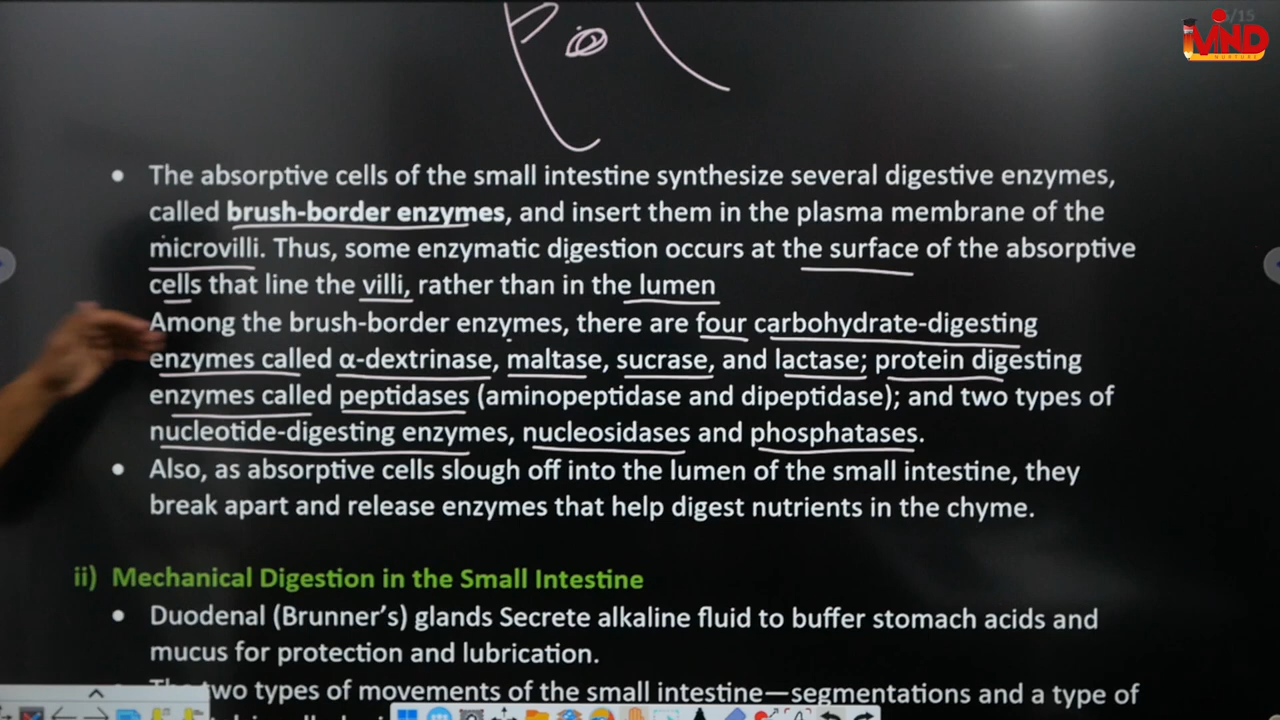 5/15
MIND
NURTURE
• The absorptive cells of the small intestine synthesize several digestive enzymes,
called brush-border enzymes, and insert them in the plasma membrane of the
microvilli. Thus, some enzymatic digestion occurs at the surface of the absorptive
cells that line the villi, rather than in the lumen
Among the brush-border enzymes, there are four carbohydrate-digesting
enzymes called α-dextrinase, maltase, sucrase, and lactase; protein digesting
enzymes called peptidases (aminopeptidase and dipeptidase); and two types of
nucleotide-digesting enzymes, nucleosidases and phosphatases.
• Also, as absorptive cells slough off into the lumen of the small intestine, they
break apart and release enzymes that help digest nutrients in the chyme.
ii) Mechanical Digestion in the Small Intestine
• Duodenal (Brunner's) glands Secrete alkaline fluid to buffer stomach acids and
mucus for protection and lubrication.
The two types of movements of the small intestine—segmentations and a type of